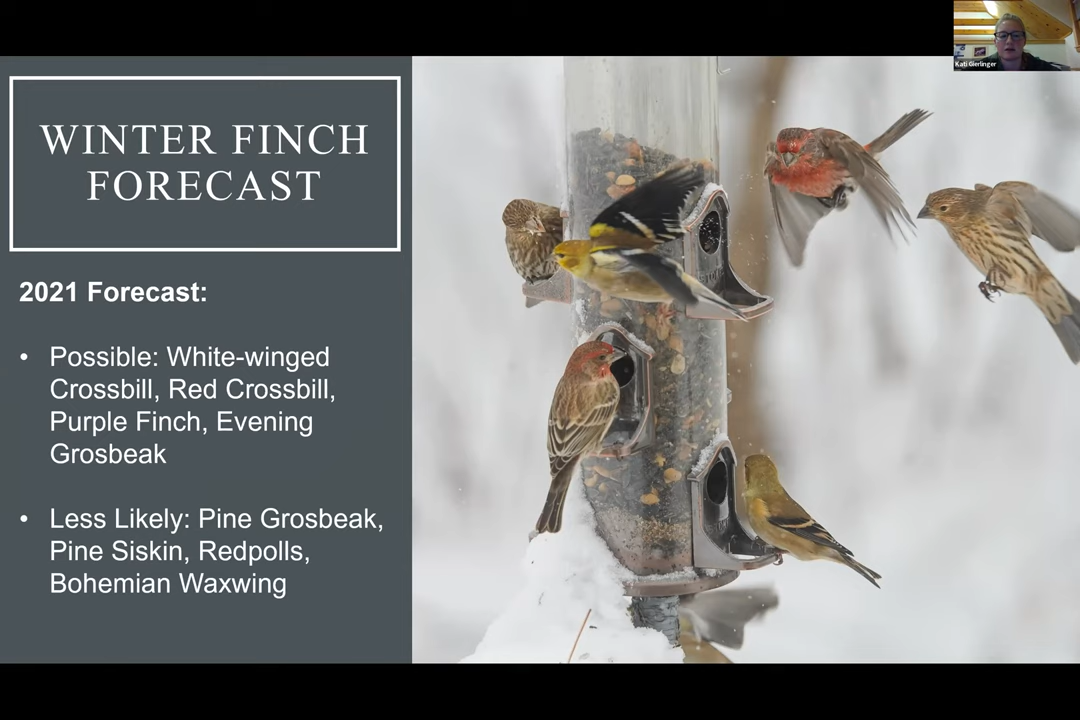 Kati Gierlinger
WINTER FINCH
FORECAST
2021 Forecast:
• Possible: White-winged
Crossbill, Red Crossbill,
Purple Finch, Evening
Grosbeak
• Less Likely: Pine Grosbeak,
Pine Siskin, Redpolls,
Bohemian Waxwing